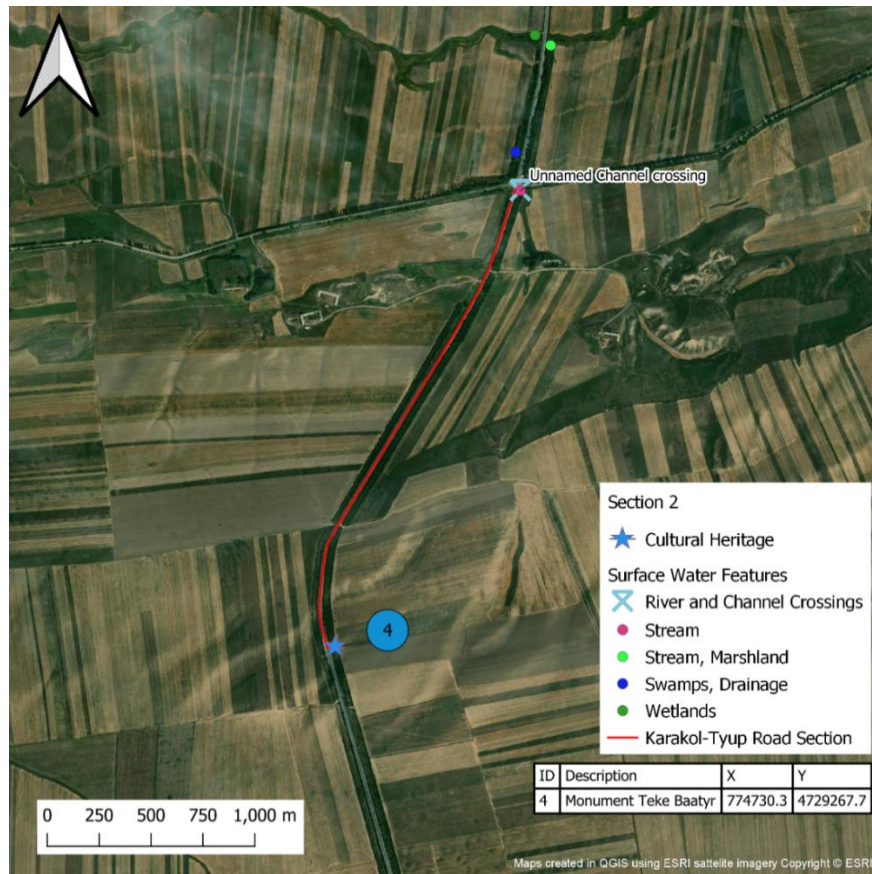 Unnamed Channel crossing
4
Section 2
Cultural Heritage
Surface Water Features
River and Channel Crossings
Stream
Stream, Marshland
Swamps, Drainage
Wetlands
Karakol-Tyup Road Section
ID Description X Y
4 Monument Teke Baatyr 774730.3 4729267.7
0 250 500 750 1,000 m
Maps created in QGIS using ESRI sattelite imagery Copyright © ESRI